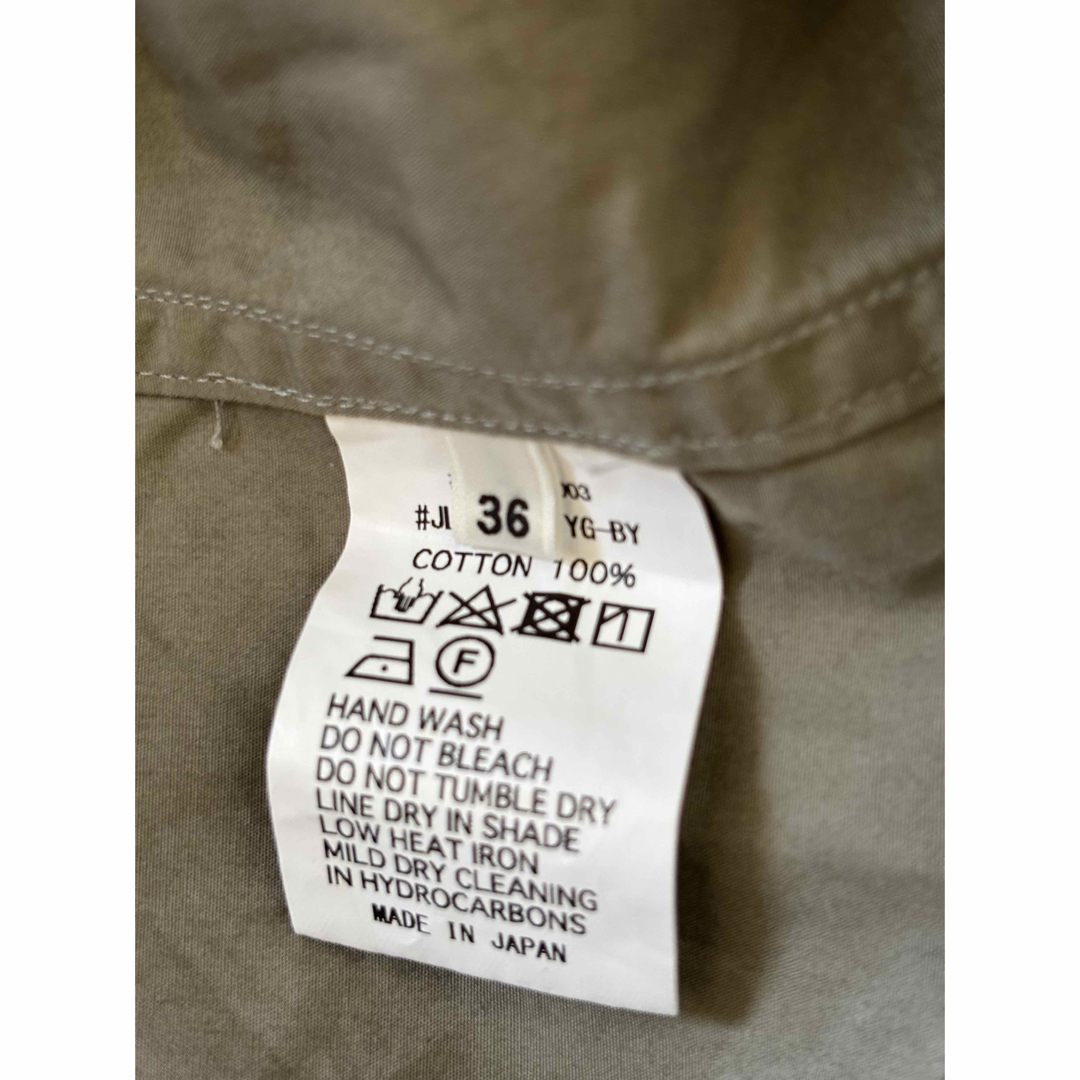 36
YG-BY
COTTON 100%
F
HAND WASH
DO NOT BLEACH
DO NOT TUMBLE DRY
LINE DRY IN SHADE
LOW HEAT IRON
MILD DRY CLEANING
IN HYDROCARBONS
MADE IN JAPAN